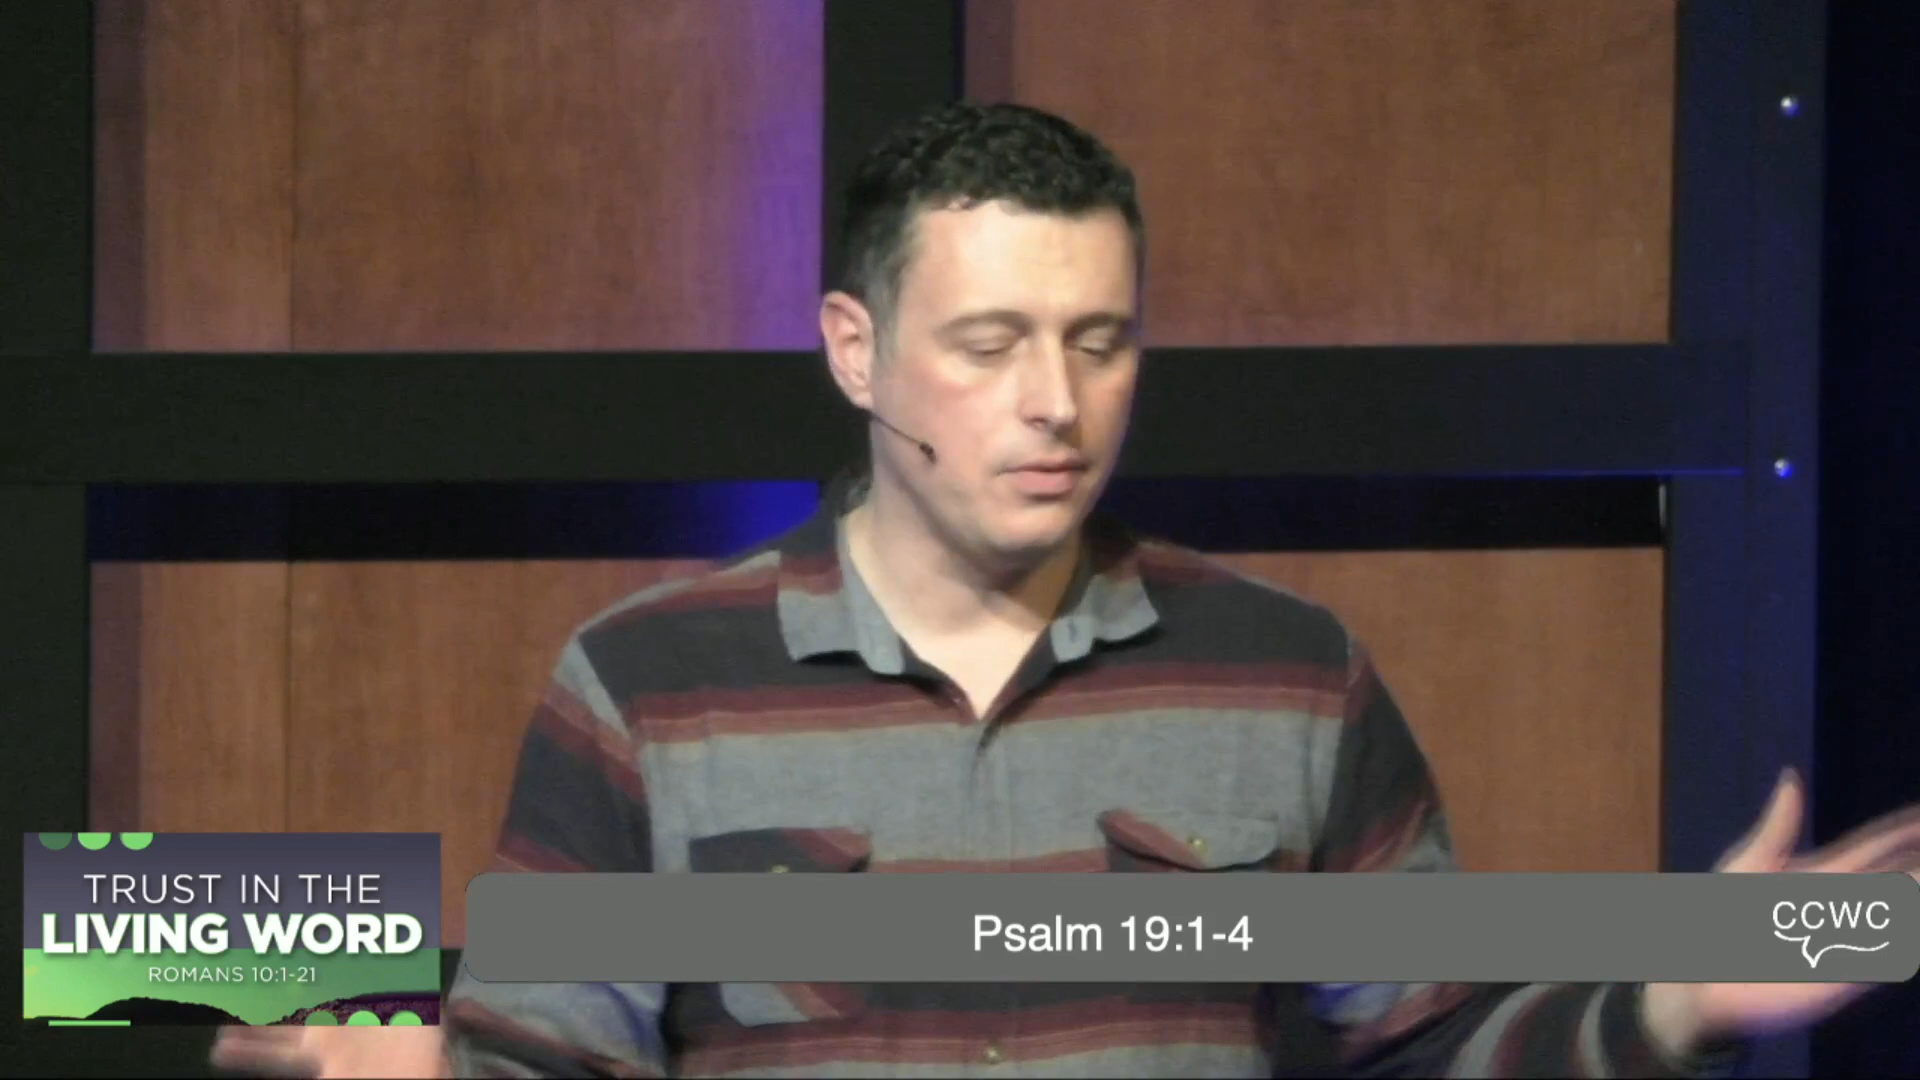 TRUST IN THE
LIVING WORD
ROMANS 10:1-21
Psalm 19:1-4
CCWC